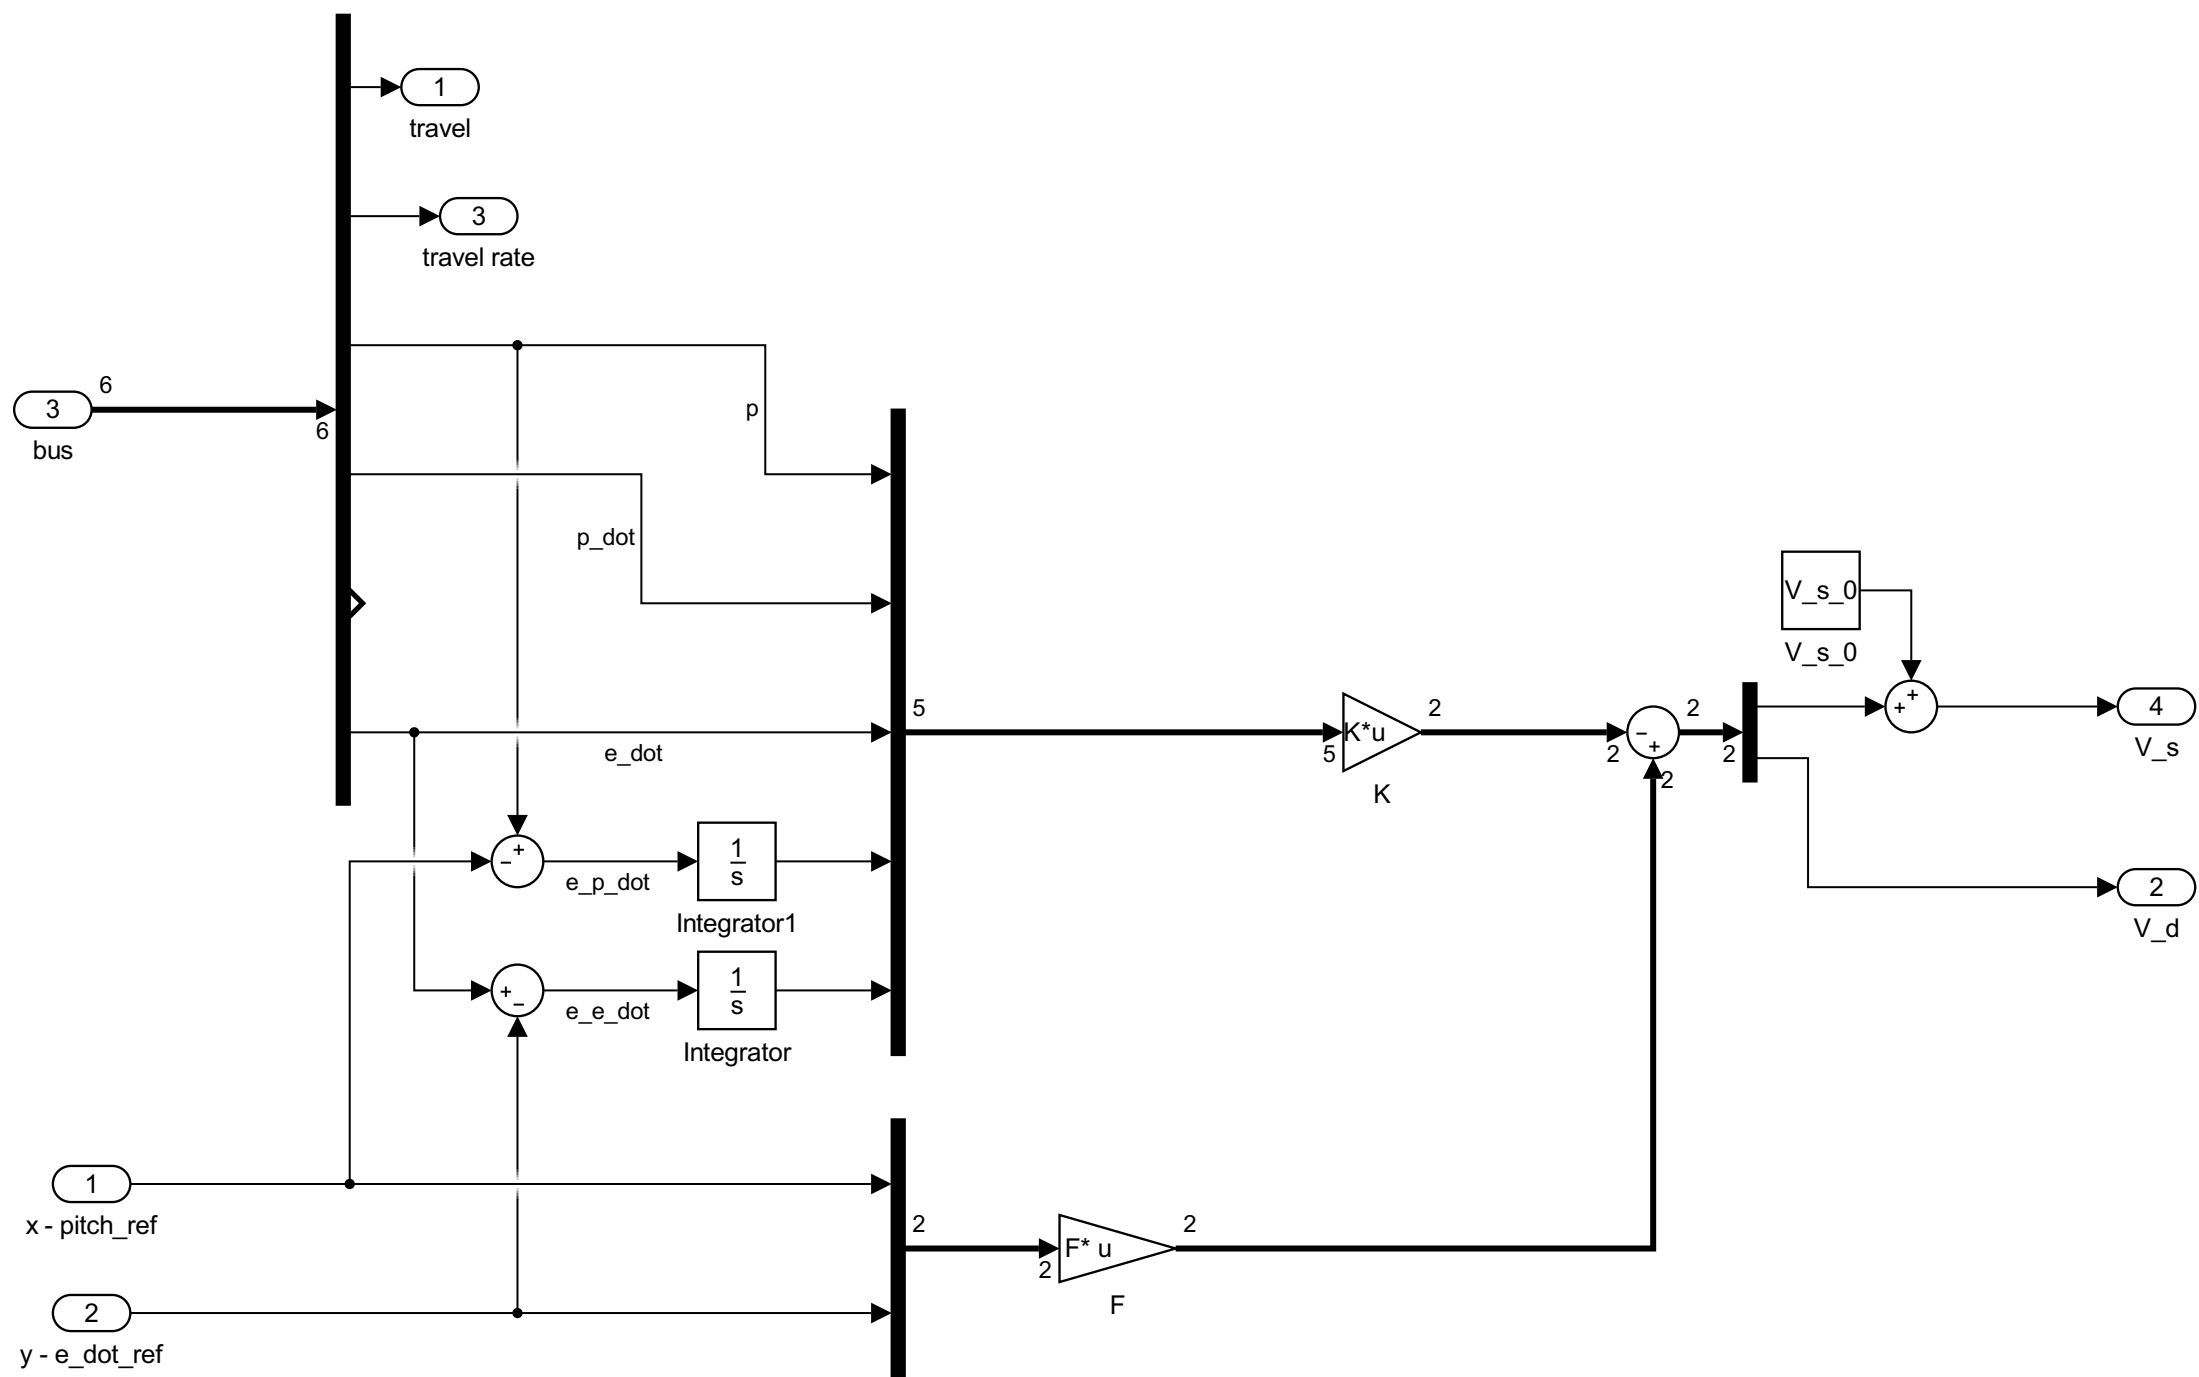 1
travel
3
travel rate
6
3
bus
6
p
p_dot
e_dot
5
5
K*u
K
2
2
-
+
2
2
2
V_s_0
V_s_0
+
+
4
V_s
2
V_d
+
-
e_p_dot
1
s
Integrator1
+
-
e_e_dot
1
s
Integrator
1
x - pitch_ref
2
2
F* u
F
2
2
y - e_dot_ref